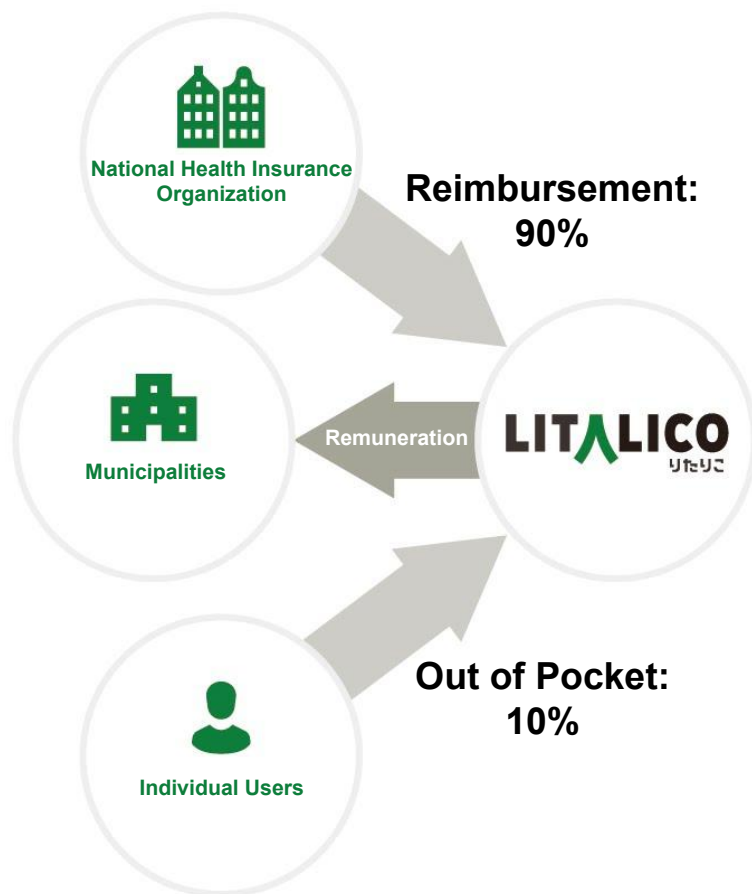 National Health Insurance
Organization
Reimbursement:
90%
Municipalities
Remuneration
LITALICO
りたりこ
Out of Pocket:
10%
Individual Users